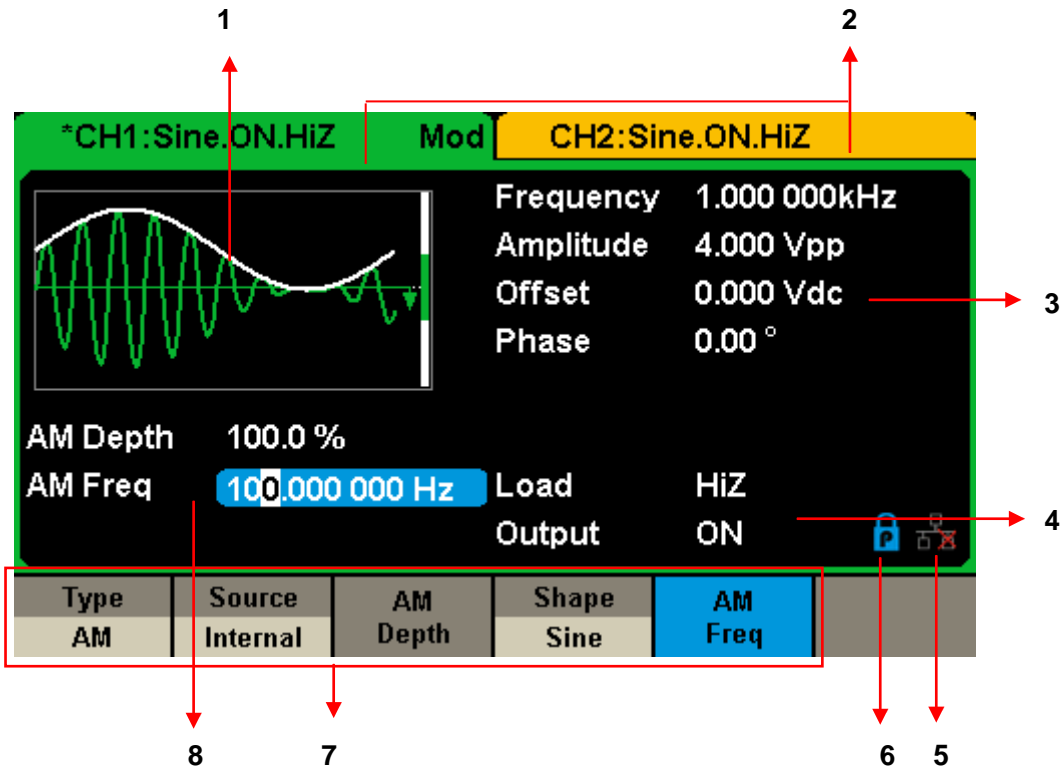 1 2
*CH1:Sine.ON.HiZ Mod CH2:Sine.ON.HiZ
Frequency 1.000 000kHz
Amplitude 4.000 Vpp
Offset 0.000 Vdc
3
Phase 0.00 °
AM Depth 100.0 %
AM Freq 100.000 000 Hz Load HiZ
4
Output ON P
Type Source AM Shape AM
AM Internal Depth Sine Freq
8 7 6 5